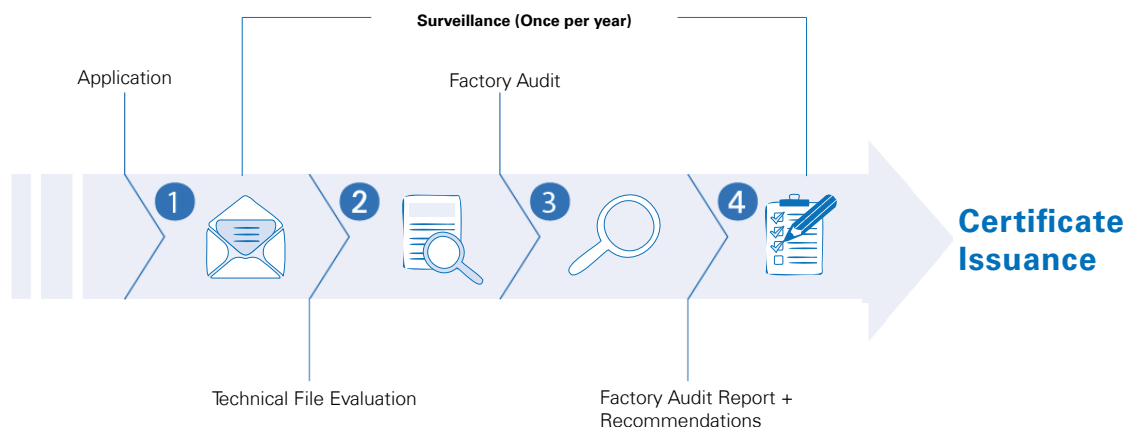 Surveillance (Once per year)
Application
Factory Audit
1
2
3
4
Certificate
Issuance
Technical File Evaluation
Factory Audit Report +
Recommendations